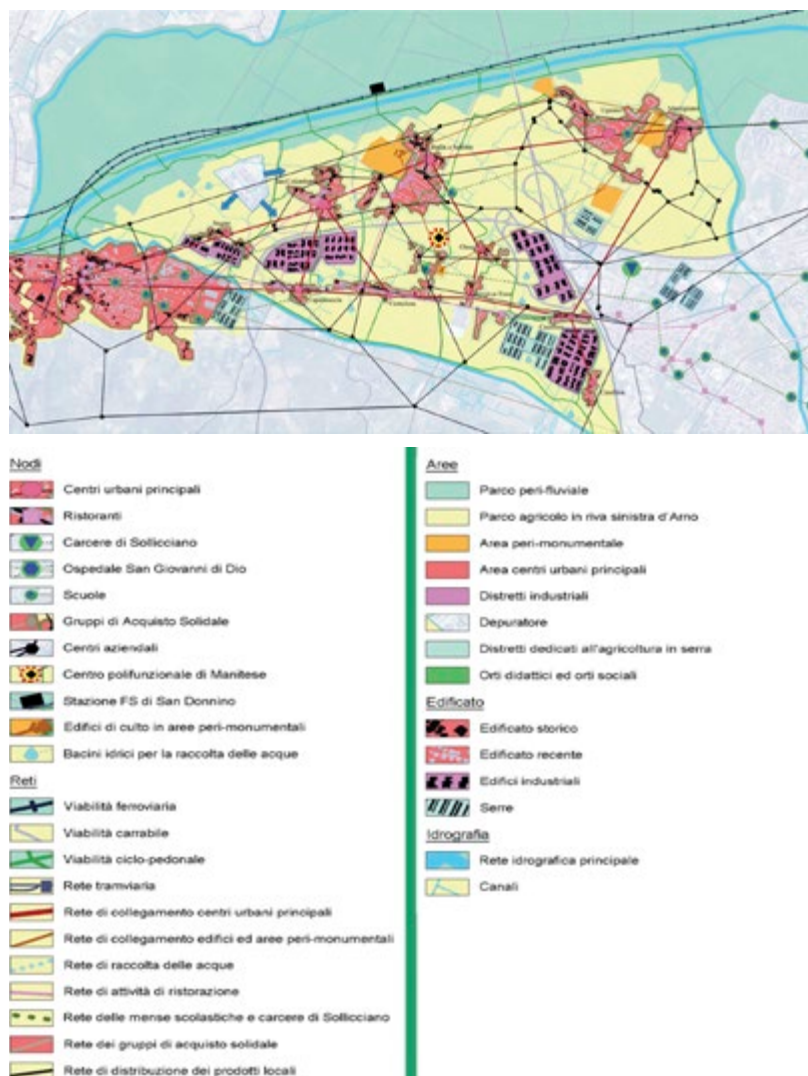 Nodi
Centri urbani principali
Ristoranti
Carcere di Sollicciano
Ospedale San Giovanni di Dio
Scuole
Gruppi di Acquisto Solidale
Centri aziendali
Centro polifunzionale di Manitese
Stazione FS di San Donnino
Edifici di culto in aree peri-monumentali
Bacini idrici per la raccolta delle acque
Reti
Viabilità ferroviaria
Viabilità carrabile
Viabilità ciclo-pedonale
Rete tramviaria
Rete di collegamento centri urbani principali
Rete di collegamento edifici ed aree peri-monumentali
Rete di raccolta delle acque
Rete di attività di ristorazione
Rete delle mense scolastiche e carcere di Sollicciano
Rete dei gruppi di acquisto solidale
Rete di distribuzione dei prodotti locali
Aree
Parco peri-fluviale
Parco agricolo in riva sinistra d'Arno
Area peri-monumentale
Area centri urbani principali
Distretti industriali
Depuratore
Distretti dedicati all'agricoltura in serra
Orti didattici ed orti sociali
Edificato
Edificato storico
Edificato recente
Edifici industriali
Serre
Idrografia
Rete idrografica principale
Canali